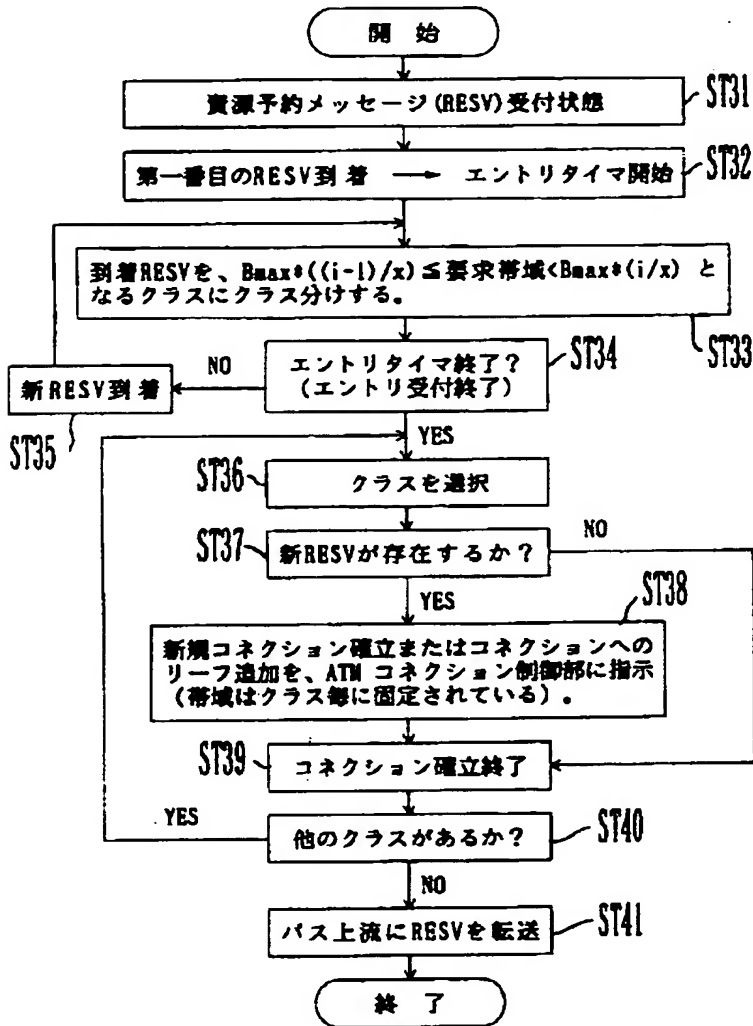 開 始
資源予約メッセージ(RESV)受付状態
ST31
第一番目のRESV到着 → エントリタイマ開始
ST32
到着RESVを、Bmax*((i-1)/x)≦要求帯域<Bmax*(i/x) と
なるクラスにクラス分けする。
ST33
エントリタイマ終了?
(エントリ受付終了)
ST34
NO
新RESV到着
ST35
YES
クラスを選択
ST36
新RESVが存在するか?
ST37
NO
YES
新規コネクション確立またはコネクションへの
リーフ追加を、ATM コネクション制御部に指示
(帯域はクラス毎に固定されている)。
ST38
コネクション確立終了
ST39
他のクラスがあるか?
ST40
YES
NO
パス上流にRESVを転送
ST41
終 了